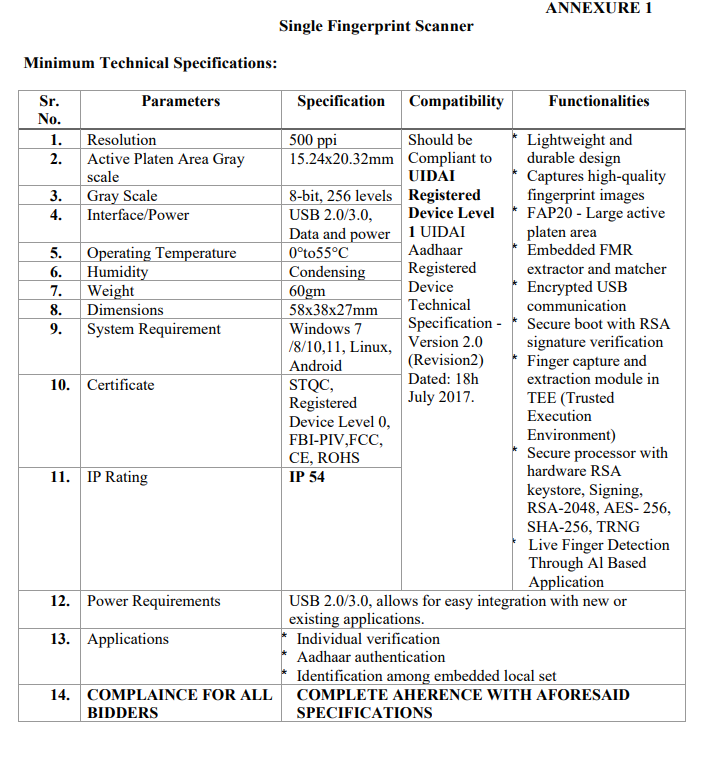 ANNEXURE 1
Single Fingerprint Scanner
Minimum Technical Specifications:
Sr. No. Parameters Specification Compatibility Functionalities
1. Resolution 500 ppi
2. Active Platen Area Gray scale 15.24x20.32mm
3. Gray Scale 8-bit, 256 levels
4. Interface/Power USB 2.0/3.0, Data and power
5. Operating Temperature 0°to55°C
6. Humidity Condensing
7. Weight 60gm
8. Dimensions 58x38x27mm
9. System Requirement Windows 7 /8/10,11, Linux, Android
10. Certificate STQC, Registered Device Level 0, FBI-PIV,FCC, CE, ROHS
11. IP Rating IP 54
Should be
Compliant to
UIDAI
Registered
Device Level
1 UIDAI
Aadhaar
Registered
Device
Technical
Specification -
Version 2.0
(Revision2)
Dated: 18h
July 2017.
* Lightweight and
durable design
* Captures high-quality
fingerprint images
* FAP20 - Large active
platen area
* Embedded FMR
extractor and matcher
* Encrypted USB
communication
* Secure boot with RSA
signature verification
* Finger capture and
extraction module in
TEE (Trusted
Execution
Environment)
* Secure processor with
hardware RSA
keystore, Signing,
RSA-2048, AES- 256,
SHA-256, TRNG
* Live Finger Detection
Through Al Based
Application
12. Power Requirements USB 2.0/3.0, allows for easy integration with new or
existing applications.
13. Applications * Individual verification
* Aadhaar authentication
* Identification among embedded local set
14. COMPLAINCE FOR ALL BIDDERS COMPLETE AHERENCE WITH AFORESAID SPECIFICATIONS